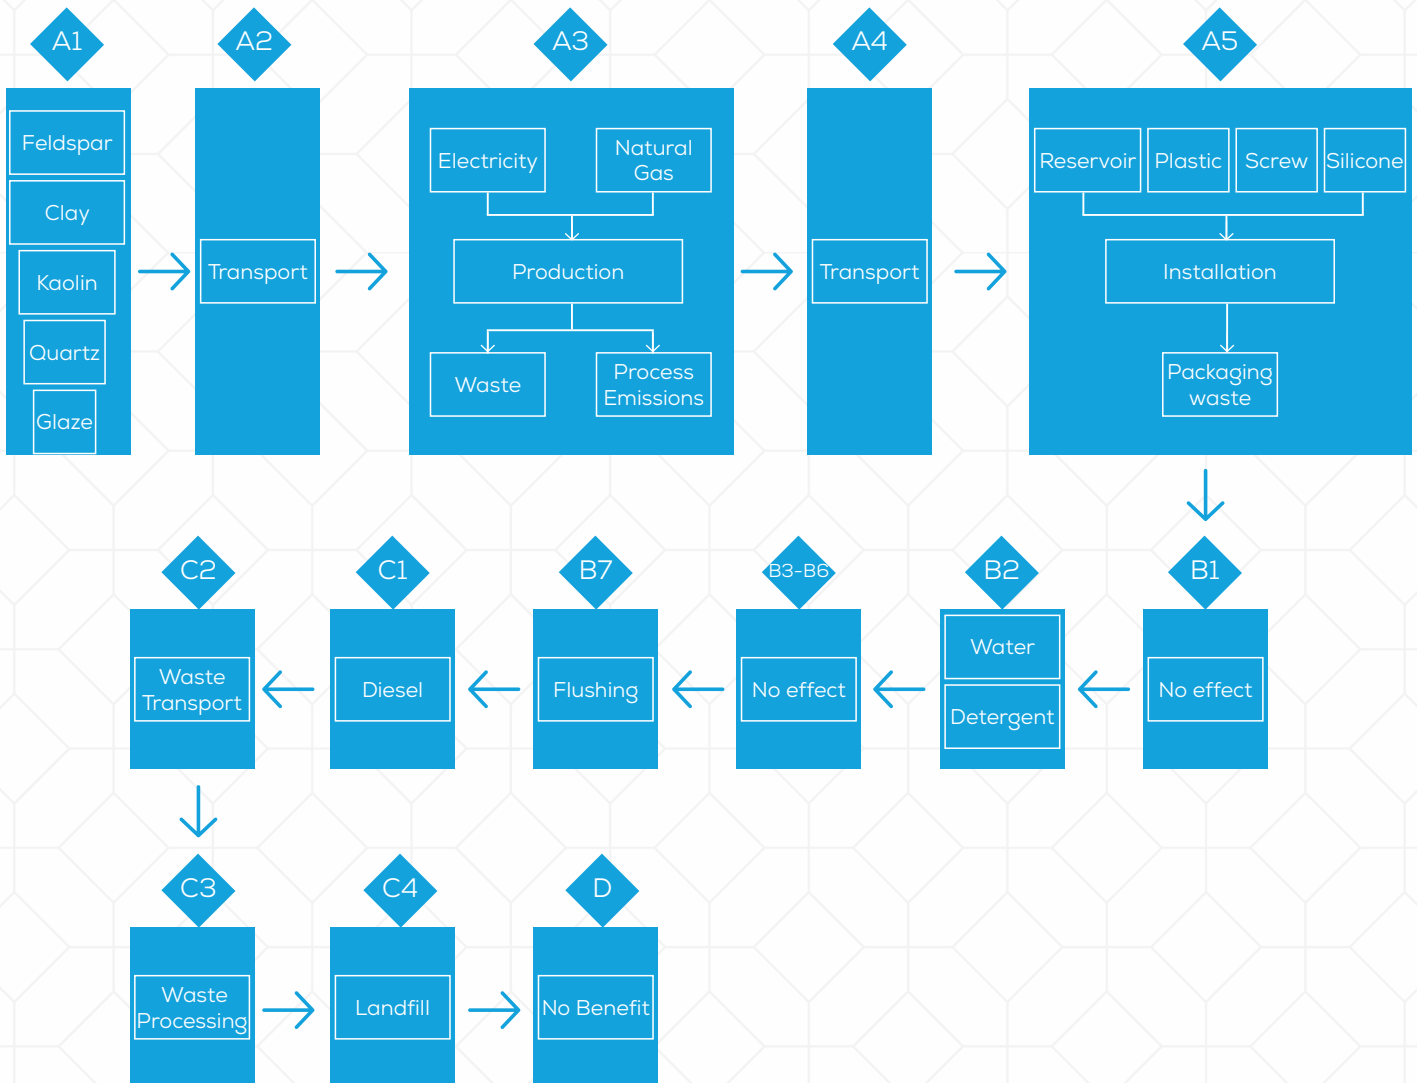 A1
A2
A3
A4
A5
Feldspar
Clay
Kaolin
Quartz
Glaze
Transport
Electricity
Natural
Gas
Production
Waste
Process
Emissions
Transport
Reservoir
Plastic
Screw
Silicone
Installation
Packaging
waste
C2
C1
B7
B3-B6
B2
B1
Waste
Transport
Diesel
Flushing
No effect
Water
Detergent
No effect
C3
C4
D
Waste
Processing
Landfill
No Benefit